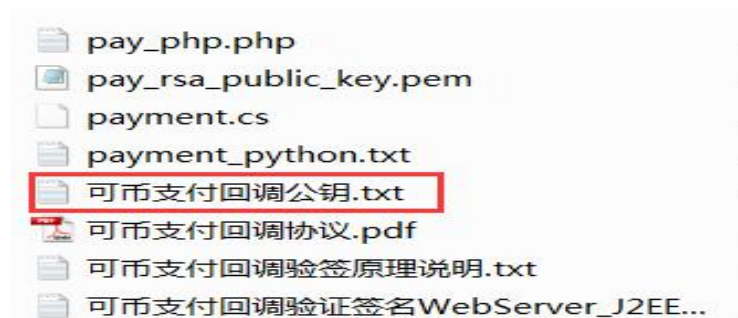 pay_php.php
pay_rsa_public_key.pem
payment.cs
payment_python.txt
可币支付回调公钥.txt
可币支付回调协议.pdf
可币支付回调验签原理说明.txt
可币支付回调验证签名WebServer_J2EE...